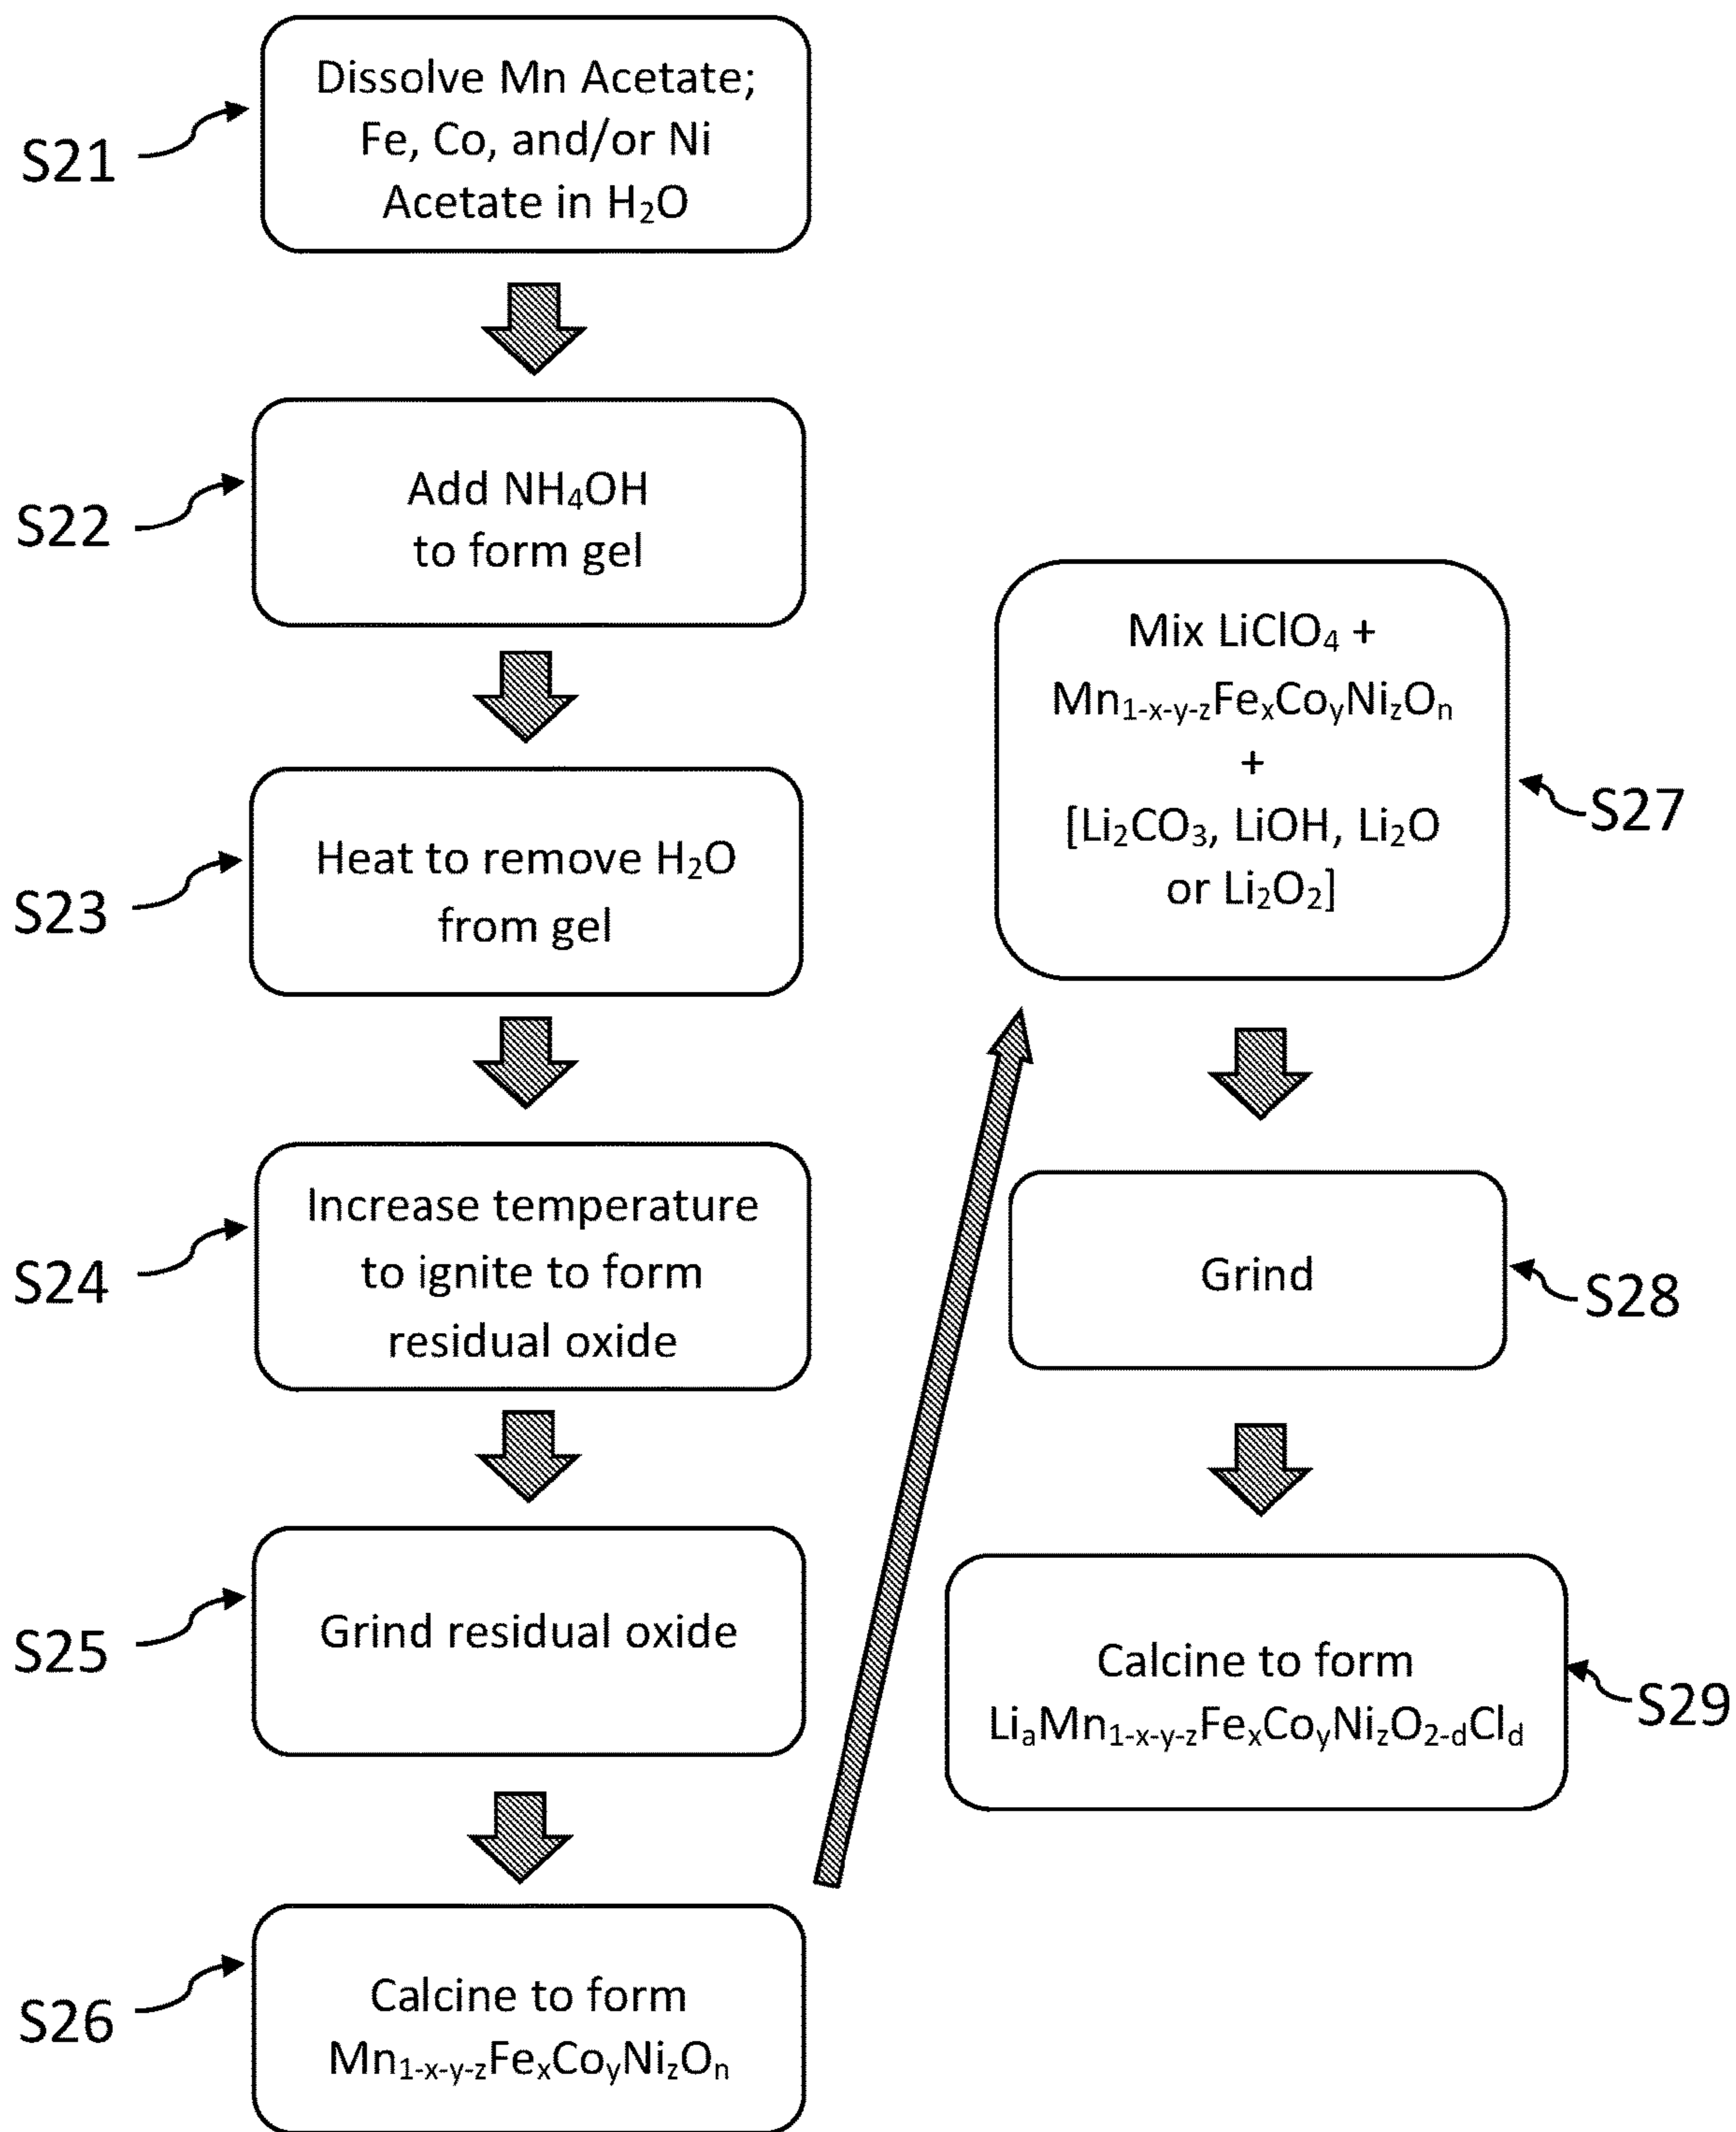 S21
Dissolve Mn Acetate;
Fe, Co, and/or Ni
Acetate in H₂O
S22
Add NH₄OH
to form gel
S23
Heat to remove H₂O
from gel
S24
Increase temperature
to ignite to form
residual oxide
S25
Grind residual oxide
S26
Calcine to form
Mn₁₋ₓ₋ᵧ₋zFeₓCoᵧNizOₙ
Mix LiClO₄ +
Mn₁₋ₓ₋ᵧ₋zFeₓCoᵧNizOₙ
+
[Li₂CO₃, LiOH, Li₂O
or Li₂O₂]
S27
Grind
S28
Calcine to form
LiₐMn₁₋ₓ₋ᵧ₋zFeₓCoᵧNizO₂₋dCld
S29